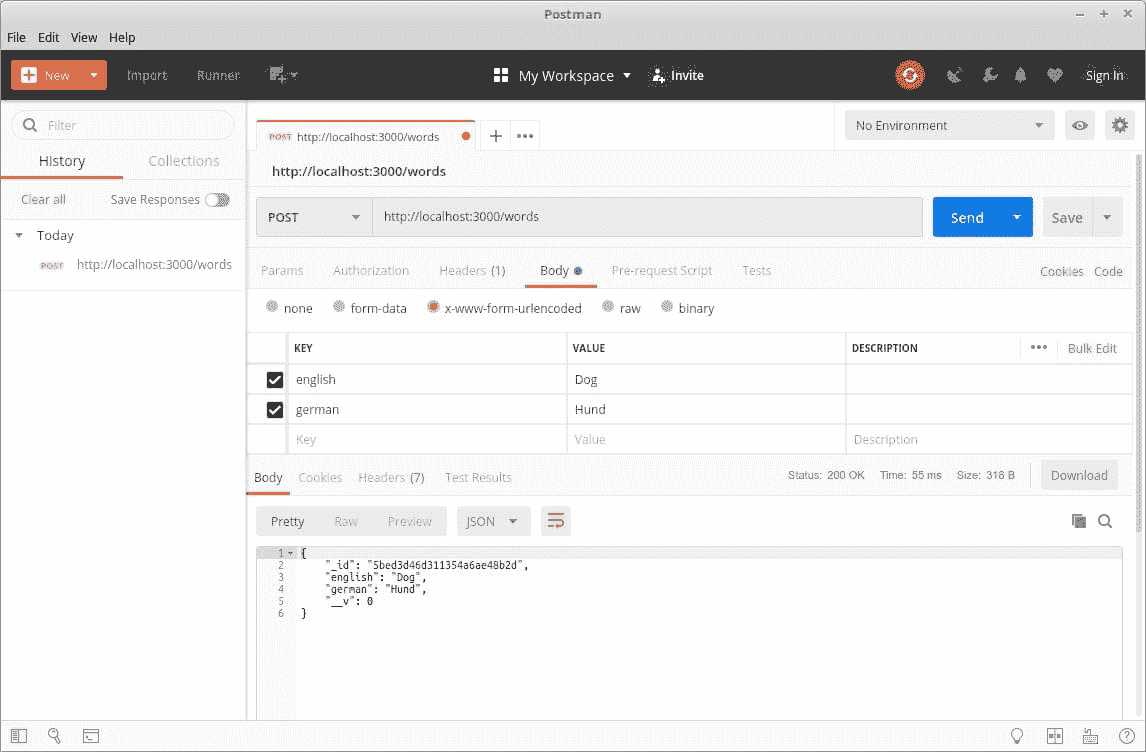 Postman
File Edit View Help
New Import Runner My Workspace Invite Sign In
Filter
History Collections
Clear all Save Responses
Today
POST http://localhost:3000/words
POST http://localhost:3000/words
No Environment
http://localhost:3000/words
POST http://localhost:3000/words Send Save
Params Authorization Headers (1) Body Pre-request Script Tests Cookies Code
none form-data x-www-form-urlencoded raw binary
KEY VALUE DESCRIPTION Bulk Edit
english Dog
german Hund
Key Value Description
Body Cookies Headers (7) Test Results Status: 200 OK Time: 55 ms Size: 318 B Download
Pretty Raw Preview JSON
1 {
2 "_id": "5bed3d46d311354a6ae48b2d",
3 "english": "Dog",
4 "german": "Hund",
5 "__v": 0
6 }